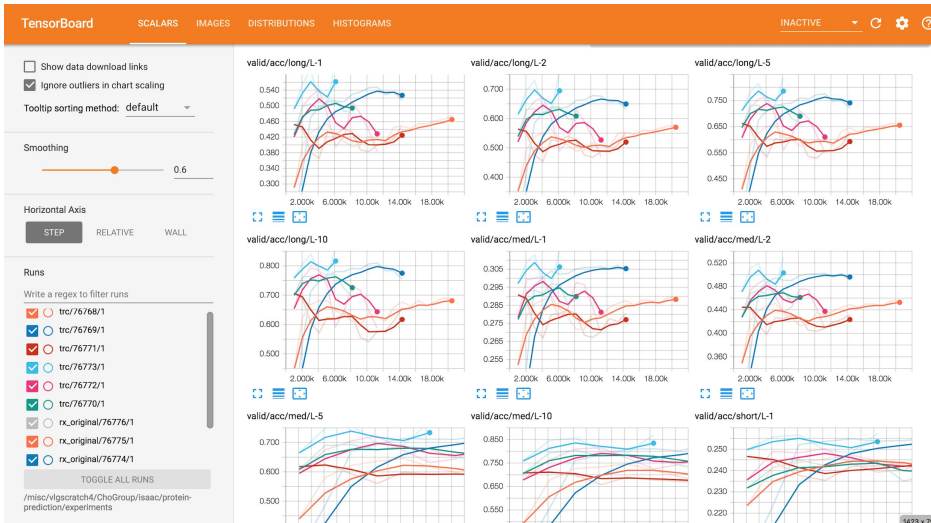 TensorBoard SCALARS IMAGES DISTRIBUTIONS HISTOGRAMS INACTIVE
Show data download links
Ignore outliers in chart scaling
Tooltip sorting method: default
Smoothing
0.6
Horizontal Axis
STEP RELATIVE WALL
Runs
Write a regex to filter runs
trc/76768/1
trc/76769/1
trc/76771/1
trc/76773/1
trc/76772/1
trc/76770/1
rx_original/76776/1
rx_original/76775/1
rx_original/76774/1
TOGGLE ALL RUNS
/misc/vlgscratch4/ChoGroup/isaac/protein-
prediction/experiments
valid/acc/long/L-1
0.540
0.500
0.460
0.420
0.380
0.340
0.300
2.000k 6.000k 10.00k 14.00k 18.00k
valid/acc/long/L-2
0.700
0.600
0.500
0.400
2.000k 6.000k 10.00k 14.00k 18.00k
valid/acc/long/L-5
0.750
0.650
0.550
0.450
2.000k 6.000k 10.00k 14.00k 18.00k
valid/acc/long/L-10
0.800
0.700
0.600
0.500
2.000k 6.000k 10.00k 14.00k 18.00k
valid/acc/med/L-1
0.305
0.295
0.285
0.275
0.265
0.255
2.000k 6.000k 10.00k 14.00k 18.00k
valid/acc/med/L-2
0.520
0.480
0.440
0.400
0.360
2.000k 6.000k 10.00k 14.00k 18.00k
valid/acc/med/L-5
0.700
0.600
0.500
valid/acc/med/L-10
0.850
0.750
0.650
0.550
valid/acc/short/L-1
0.250
0.240
0.230
0.220